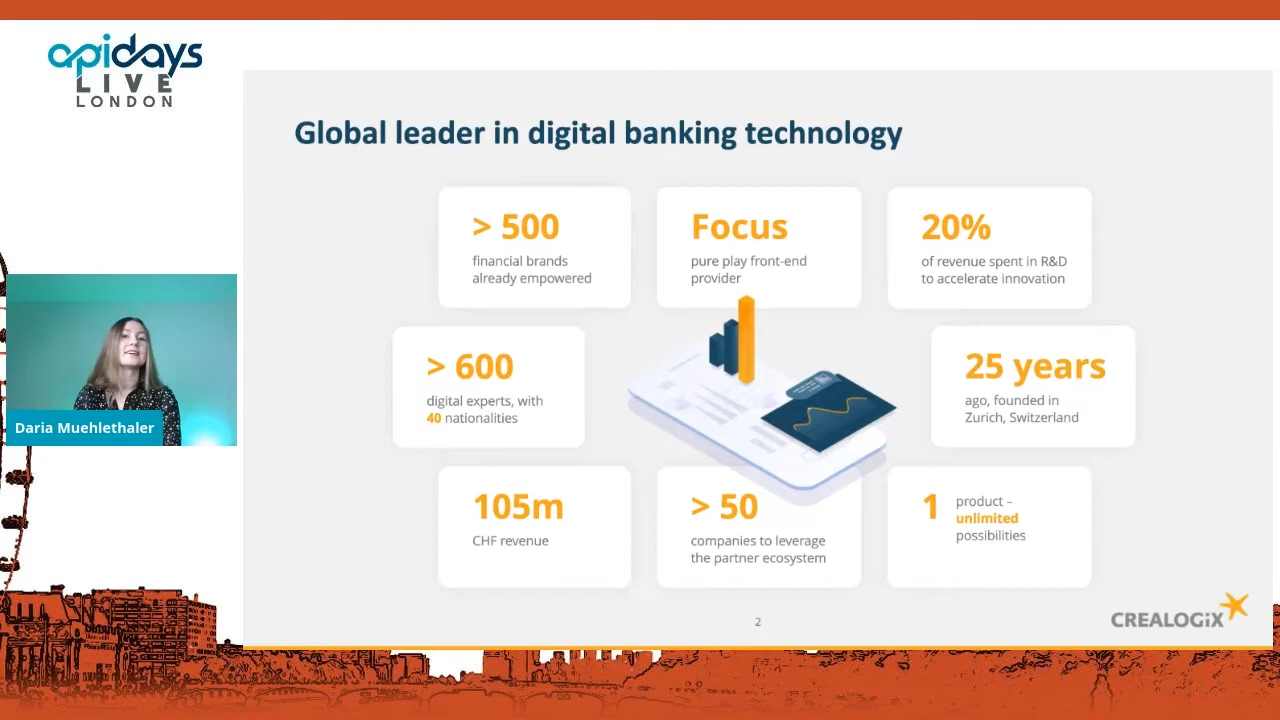 apidays
LIVE
LONDON
Global leader in digital banking technology
> 500
financial brands
already empowered
Focus
pure play front-end
provider
20%
of revenue spent in R&D
to accelerate innovation
> 600
digital experts, with
40 nationalities
25 years
ago, founded in
Zurich, Switzerland
Daria Muehlethaler
105m
CHF revenue
> 50
companies to leverage
the partner ecosystem
1
product –
unlimited
possibilities
2
CREALOGiX